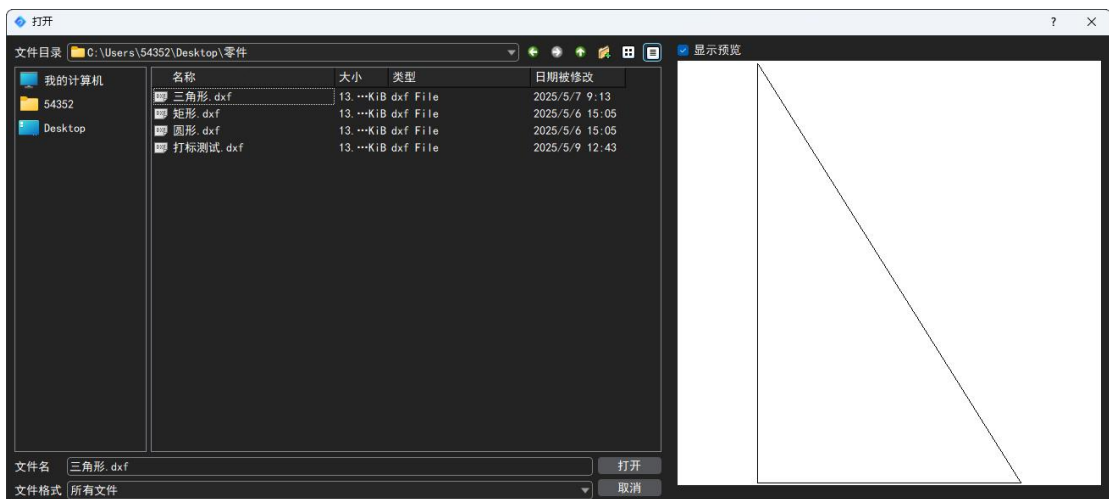 打开
? ×
文件目录 C:\Users\54352\Desktop\零件
显示预览
我的计算机
54352
Desktop
名称 大小 类型 日期被修改
三角形.dxf 13.…KiB dxf File 2025/5/7 9:13
矩形.dxf 13.…KiB dxf File 2025/5/6 15:05
圆形.dxf 13.…KiB dxf File 2025/5/6 15:05
打标测试.dxf 13.…KiB dxf File 2025/5/9 12:43
文件名 三角形.dxf 打开
文件格式 所有文件 取消